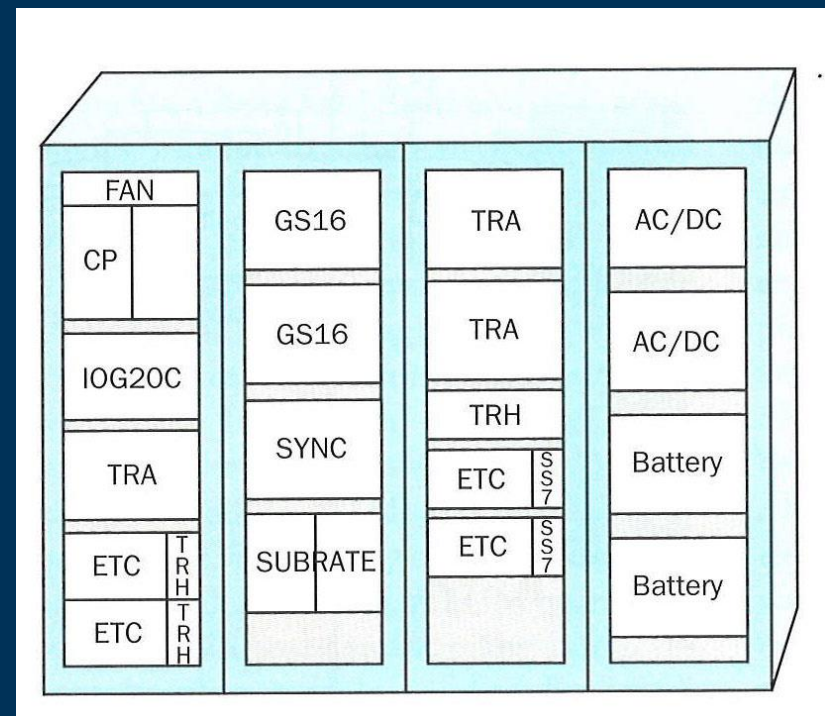 FAN
CP
IOG20C
TRA
ETC
TRH
ETC
TRH
GS16
GS16
SYNC
SUBRATE
TRA
TRA
TRH
ETC
SS7
ETC
SS7
AC/DC
AC/DC
Battery
Battery